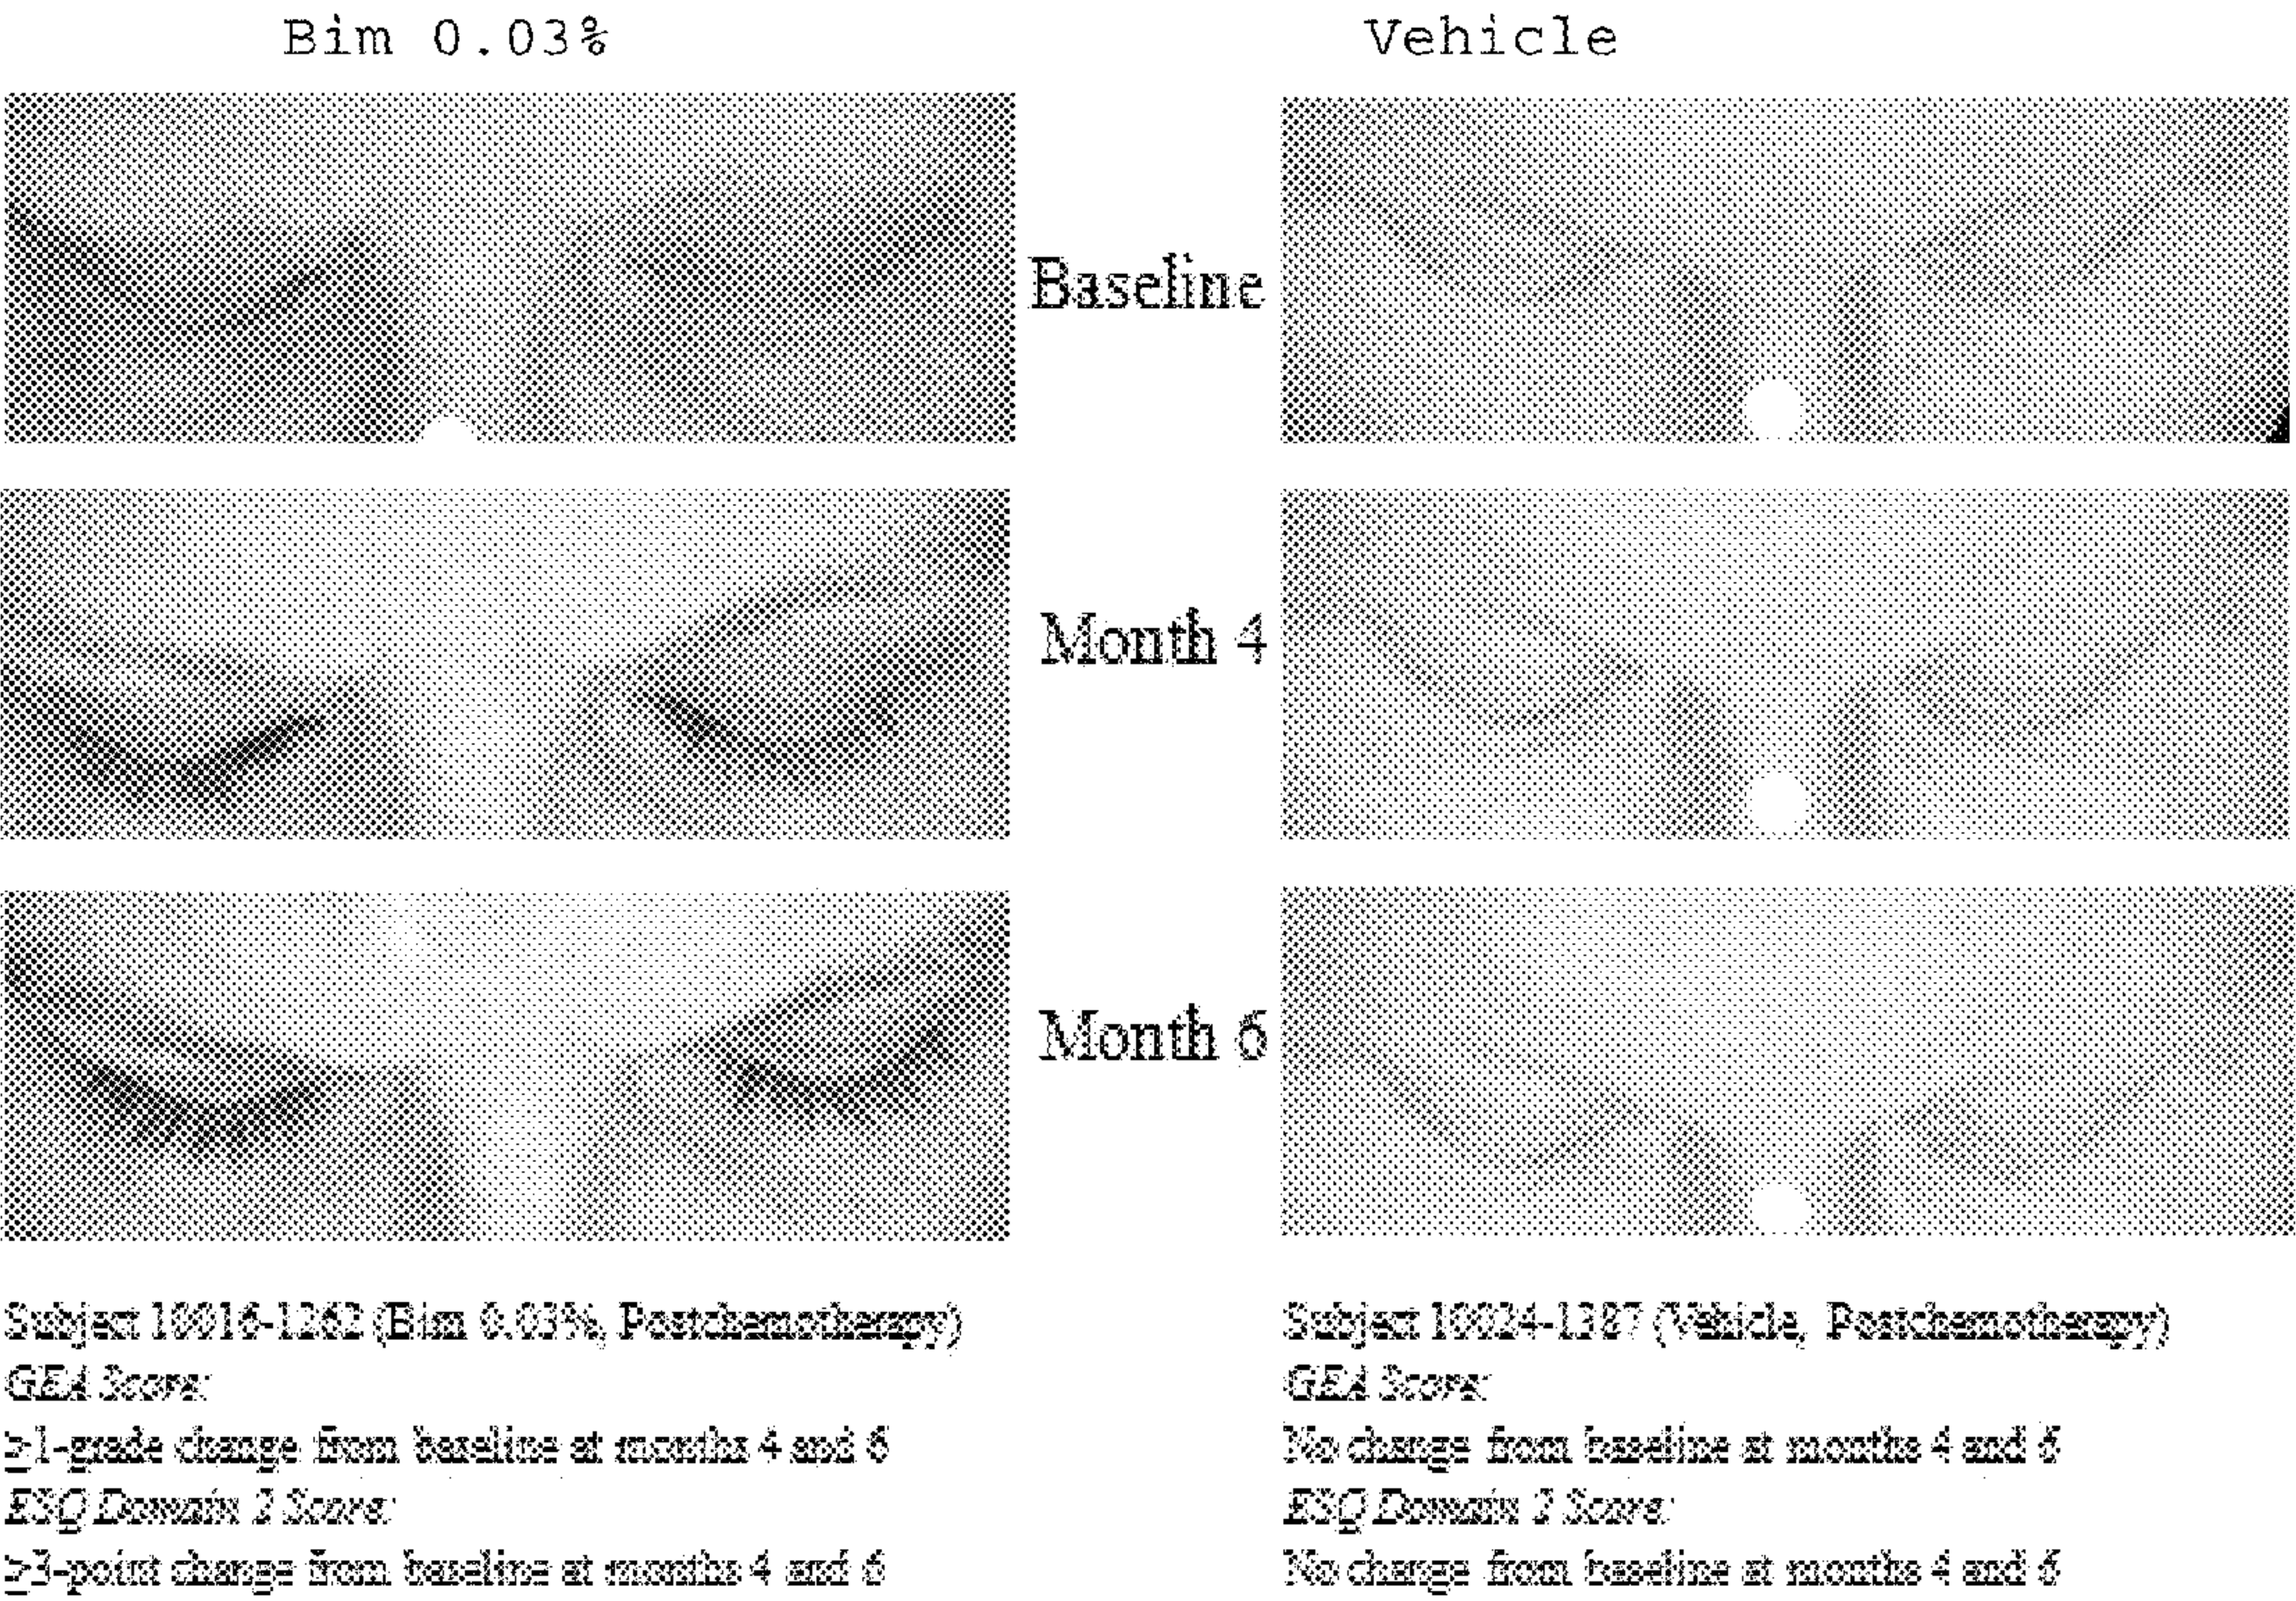 Bim 0.03%
Vehicle
Baseline
Month 4
Month 6
Subject 10016-1262 (Bim 0.03%, Postchemotherapy)
GEA Score:
≥1-grade change from baseline at months 4 and 6
ESQ Domain 2 Score:
≥3-point change from baseline at months 4 and 6
Subject 10024-1387 (Vehicle, Postchemotherapy)
GEA Score:
No change from baseline at months 4 and 6
ESQ Domain 2 Score:
No change from baseline at months 4 and 6